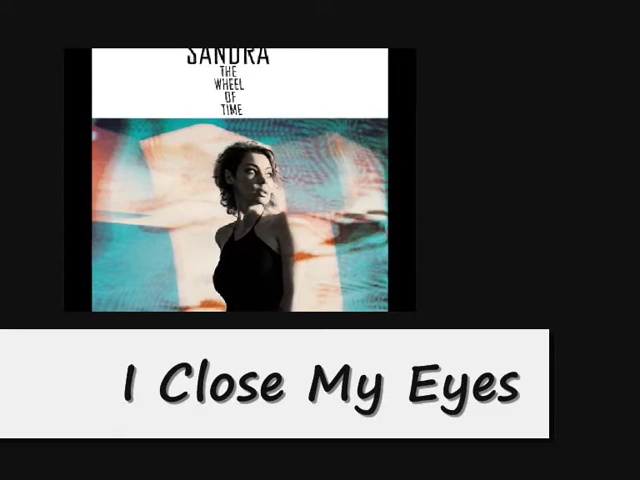 SANDRA
THE
WHEEL
OF
TIME
I Close My Eyes